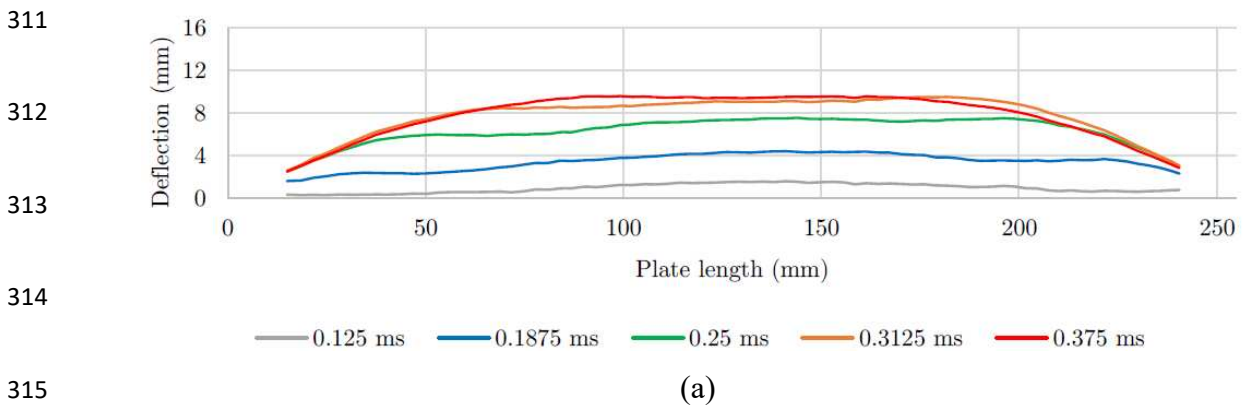 311
16
12
312
8
4
0
313
Deflection (mm)
0 50 100 150 200 250
Plate length (mm)
314
0.125 ms 0.1875 ms 0.25 ms 0.3125 ms 0.375 ms
315
(a)